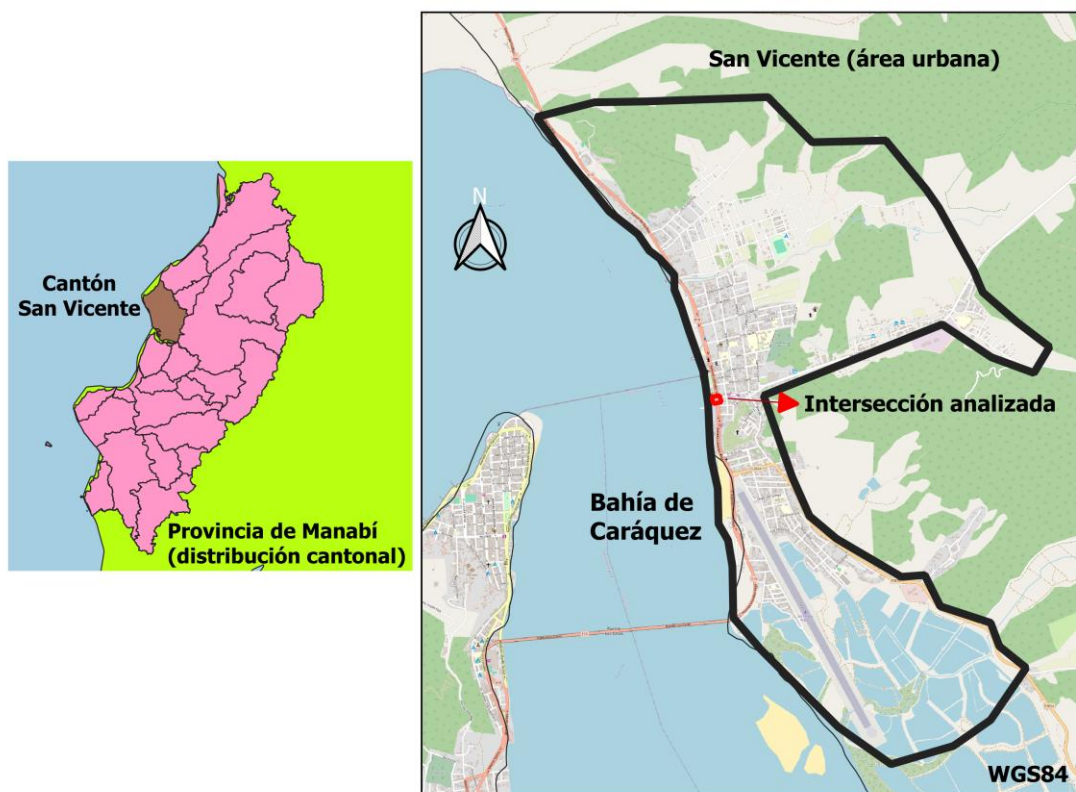 Cantón
San Vicente
Provincia de Manabí
(distribución cantonal)
San Vicente (área urbana)
N
Intersección analizada
Bahía de
Caráquez
WGS84